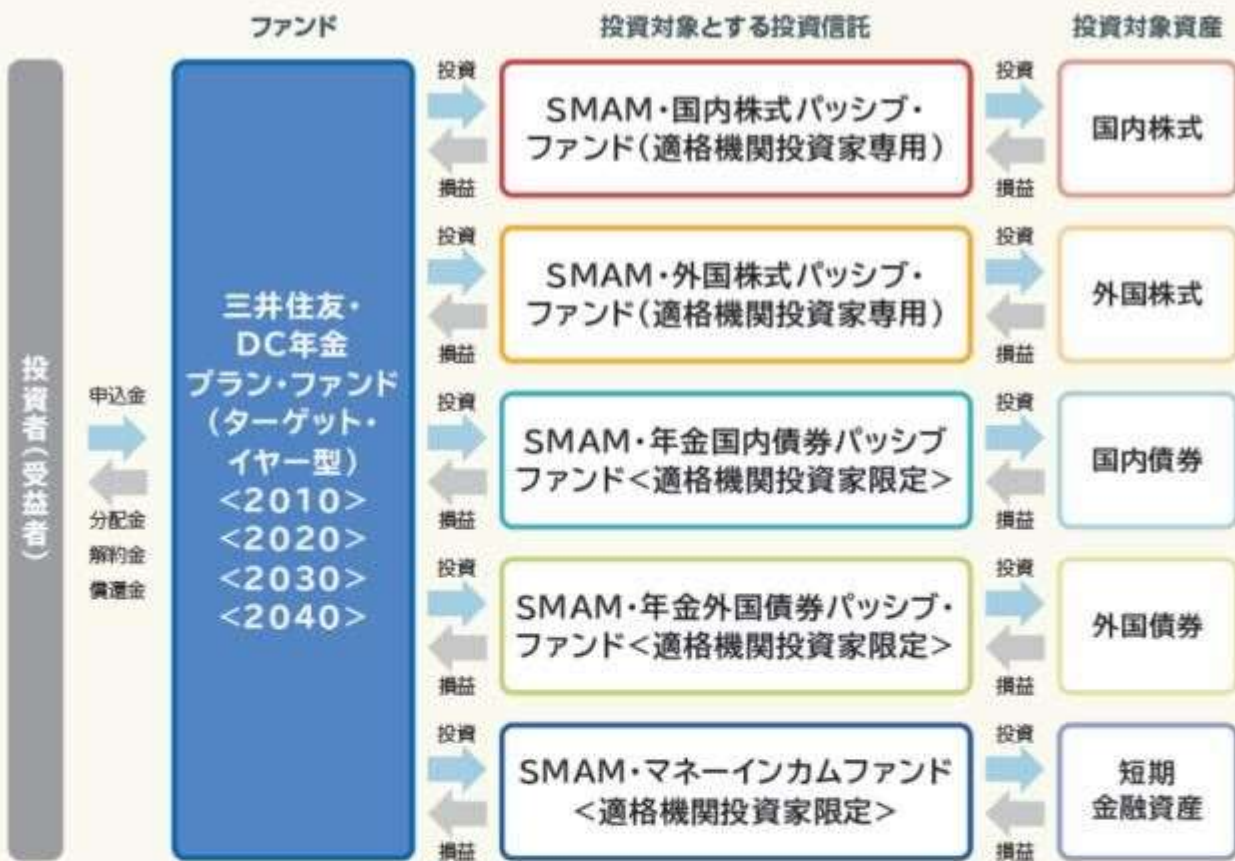 ファンド
投資対象とする投資信託
投資対象資産
投資者(受益者)
申込金
分配金
解約金
償還金
三井住友・
DC年金
プラン・ファンド
(ターゲット・
イヤー型)
<2010>
<2020>
<2030>
<2040>
投資
損益
SMAM・国内株式パッシブ・
ファンド(適格機関投資家専用)
投資
損益
国内株式
投資
損益
SMAM・外国株式パッシブ・
ファンド(適格機関投資家専用)
投資
損益
外国株式
投資
損益
SMAM・年金国内債券パッシブ
ファンド<適格機関投資家限定>
投資
損益
国内債券
投資
損益
SMAM・年金外国債券パッシブ・
ファンド<適格機関投資家限定>
投資
損益
外国債券
投資
損益
SMAM・マネーインカムファンド
<適格機関投資家限定>
投資
損益
短期
金融資産